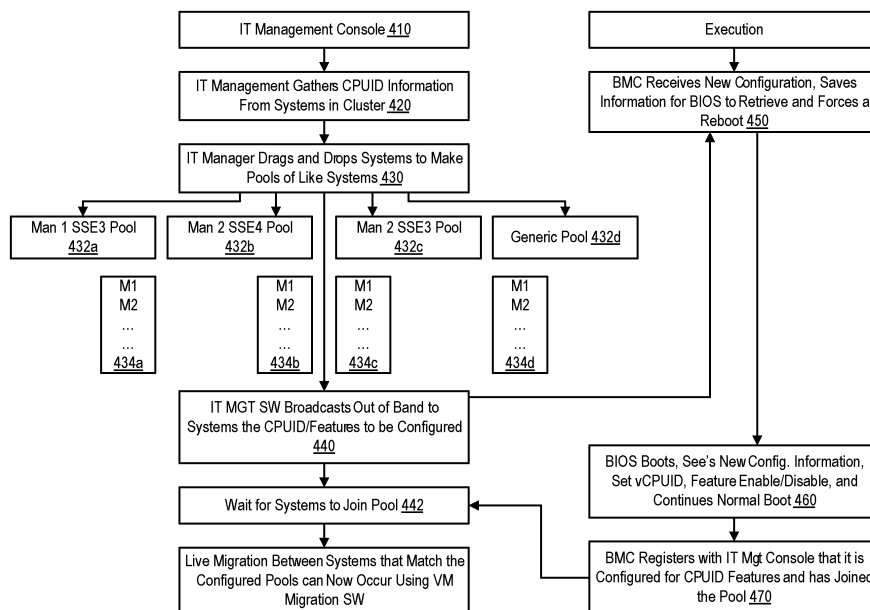 IT Management Console 410
IT Management Gathers CPUID Information
From Systems in Cluster
420
IT Manager Drags and Drops Systems to Make
Pools of Like Systems 430
Man 1 SSE3 Pool
432a
Man 2 SSE4 Pool
432b
Man 2 SSE3 Pool
432c
Generic Pool 432d
M1
M2
...
...
434a
M1
M2
...
...
434b
M1
M2
...
...
434c
M1
M2
...
...
434d
IT MGT SW Broadcasts Out of Band to
Systems the CPUID/Features to be Configured
440
Wait for Systems to Join Pool 442
Live Migration Between Systems that Match the
Configured Pools can Now Occur Using VM
Migration SW
Execution
BMC Receives New Configuration, Saves
Information for BIOS to Retrieve and Forces a
Reboot 450
BIOS Boots, See's New Config. Information,
Set vCPUID, Feature Enable/Disable, and
Continues Normal Boot 460
BMC Registers with IT Mgt Console that it is
Configured for CPUID Features and has Joined
the Pool 470